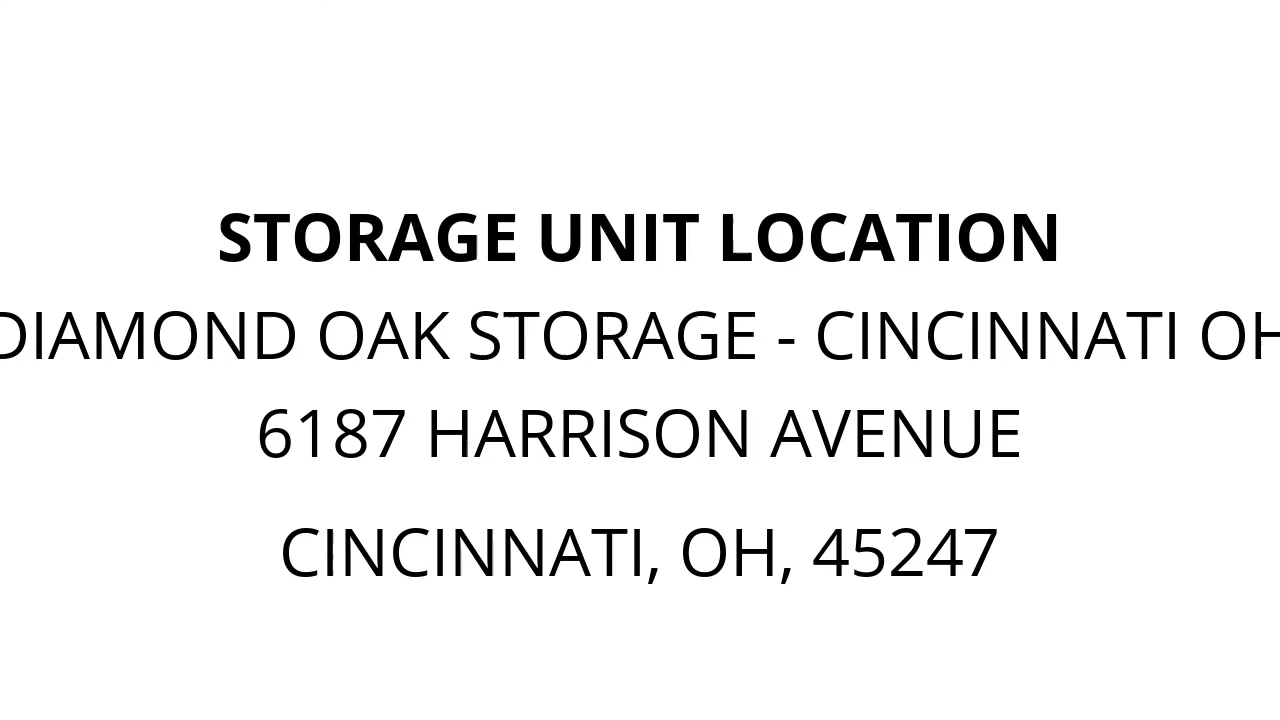 STORAGE UNIT LOCATION
DIAMOND OAK STORAGE - CINCINNATI OH
6187 HARRISON AVENUE
CINCINNATI, OH, 45247